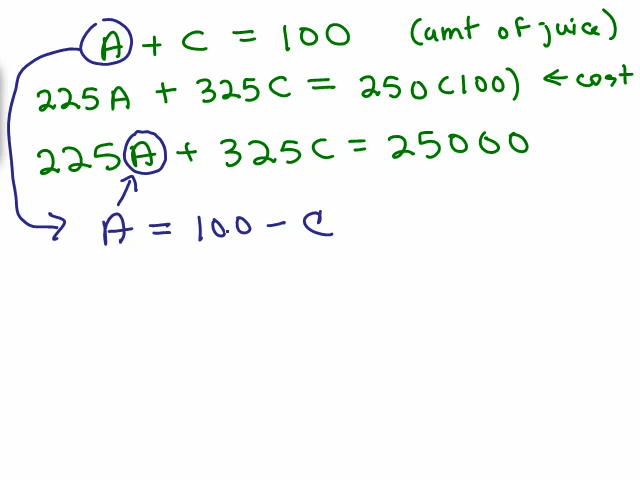 A + C = 100 (amt of juice)
225A + 325C = 250(100) ← cost
225A + 325C = 25000
A = 100 - C